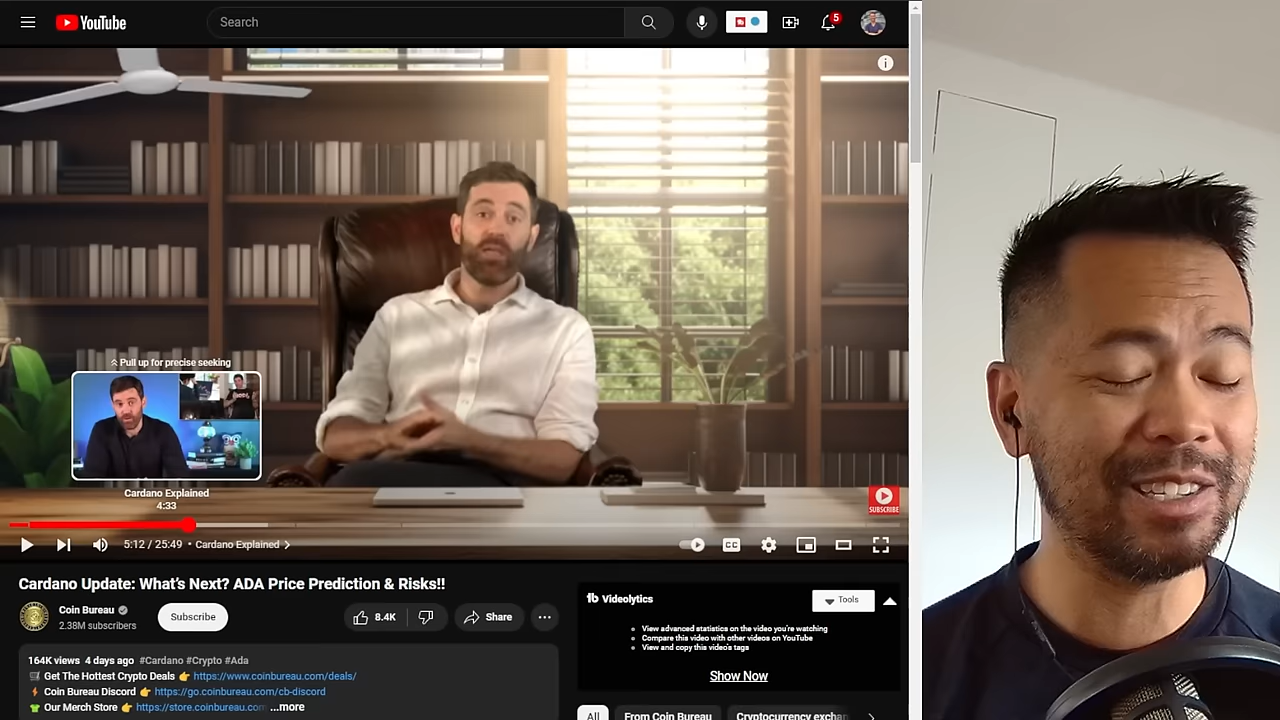 YouTube
Search
5
Pull up for precise seeking
Cardano Explained
4:33
SUBSCRIBE
5:12 / 25:49 • Cardano Explained
CC
Cardano Update: What's Next? ADA Price Prediction & Risks!!
Coin Bureau
2.38M subscribers
Subscribe
8.4K
Share
164K views 4 days ago #Cardano #Crypto #Ada
🛒 Get The Hottest Crypto Deals 👉 https://www.coinbureau.com/deals/
⚡ Coin Bureau Discord 👉 https://go.coinbureau.com/cb-discord
👕 Our Merch Store 👉 https://store.coinbureau.com ...more
Videolytics
Tools
View advanced statistics on the video you're watching
Compare this video with other videos on YouTube
View and copy this video's tags
Show Now
All
From Coin Bureau
Cryptocurrency exchan